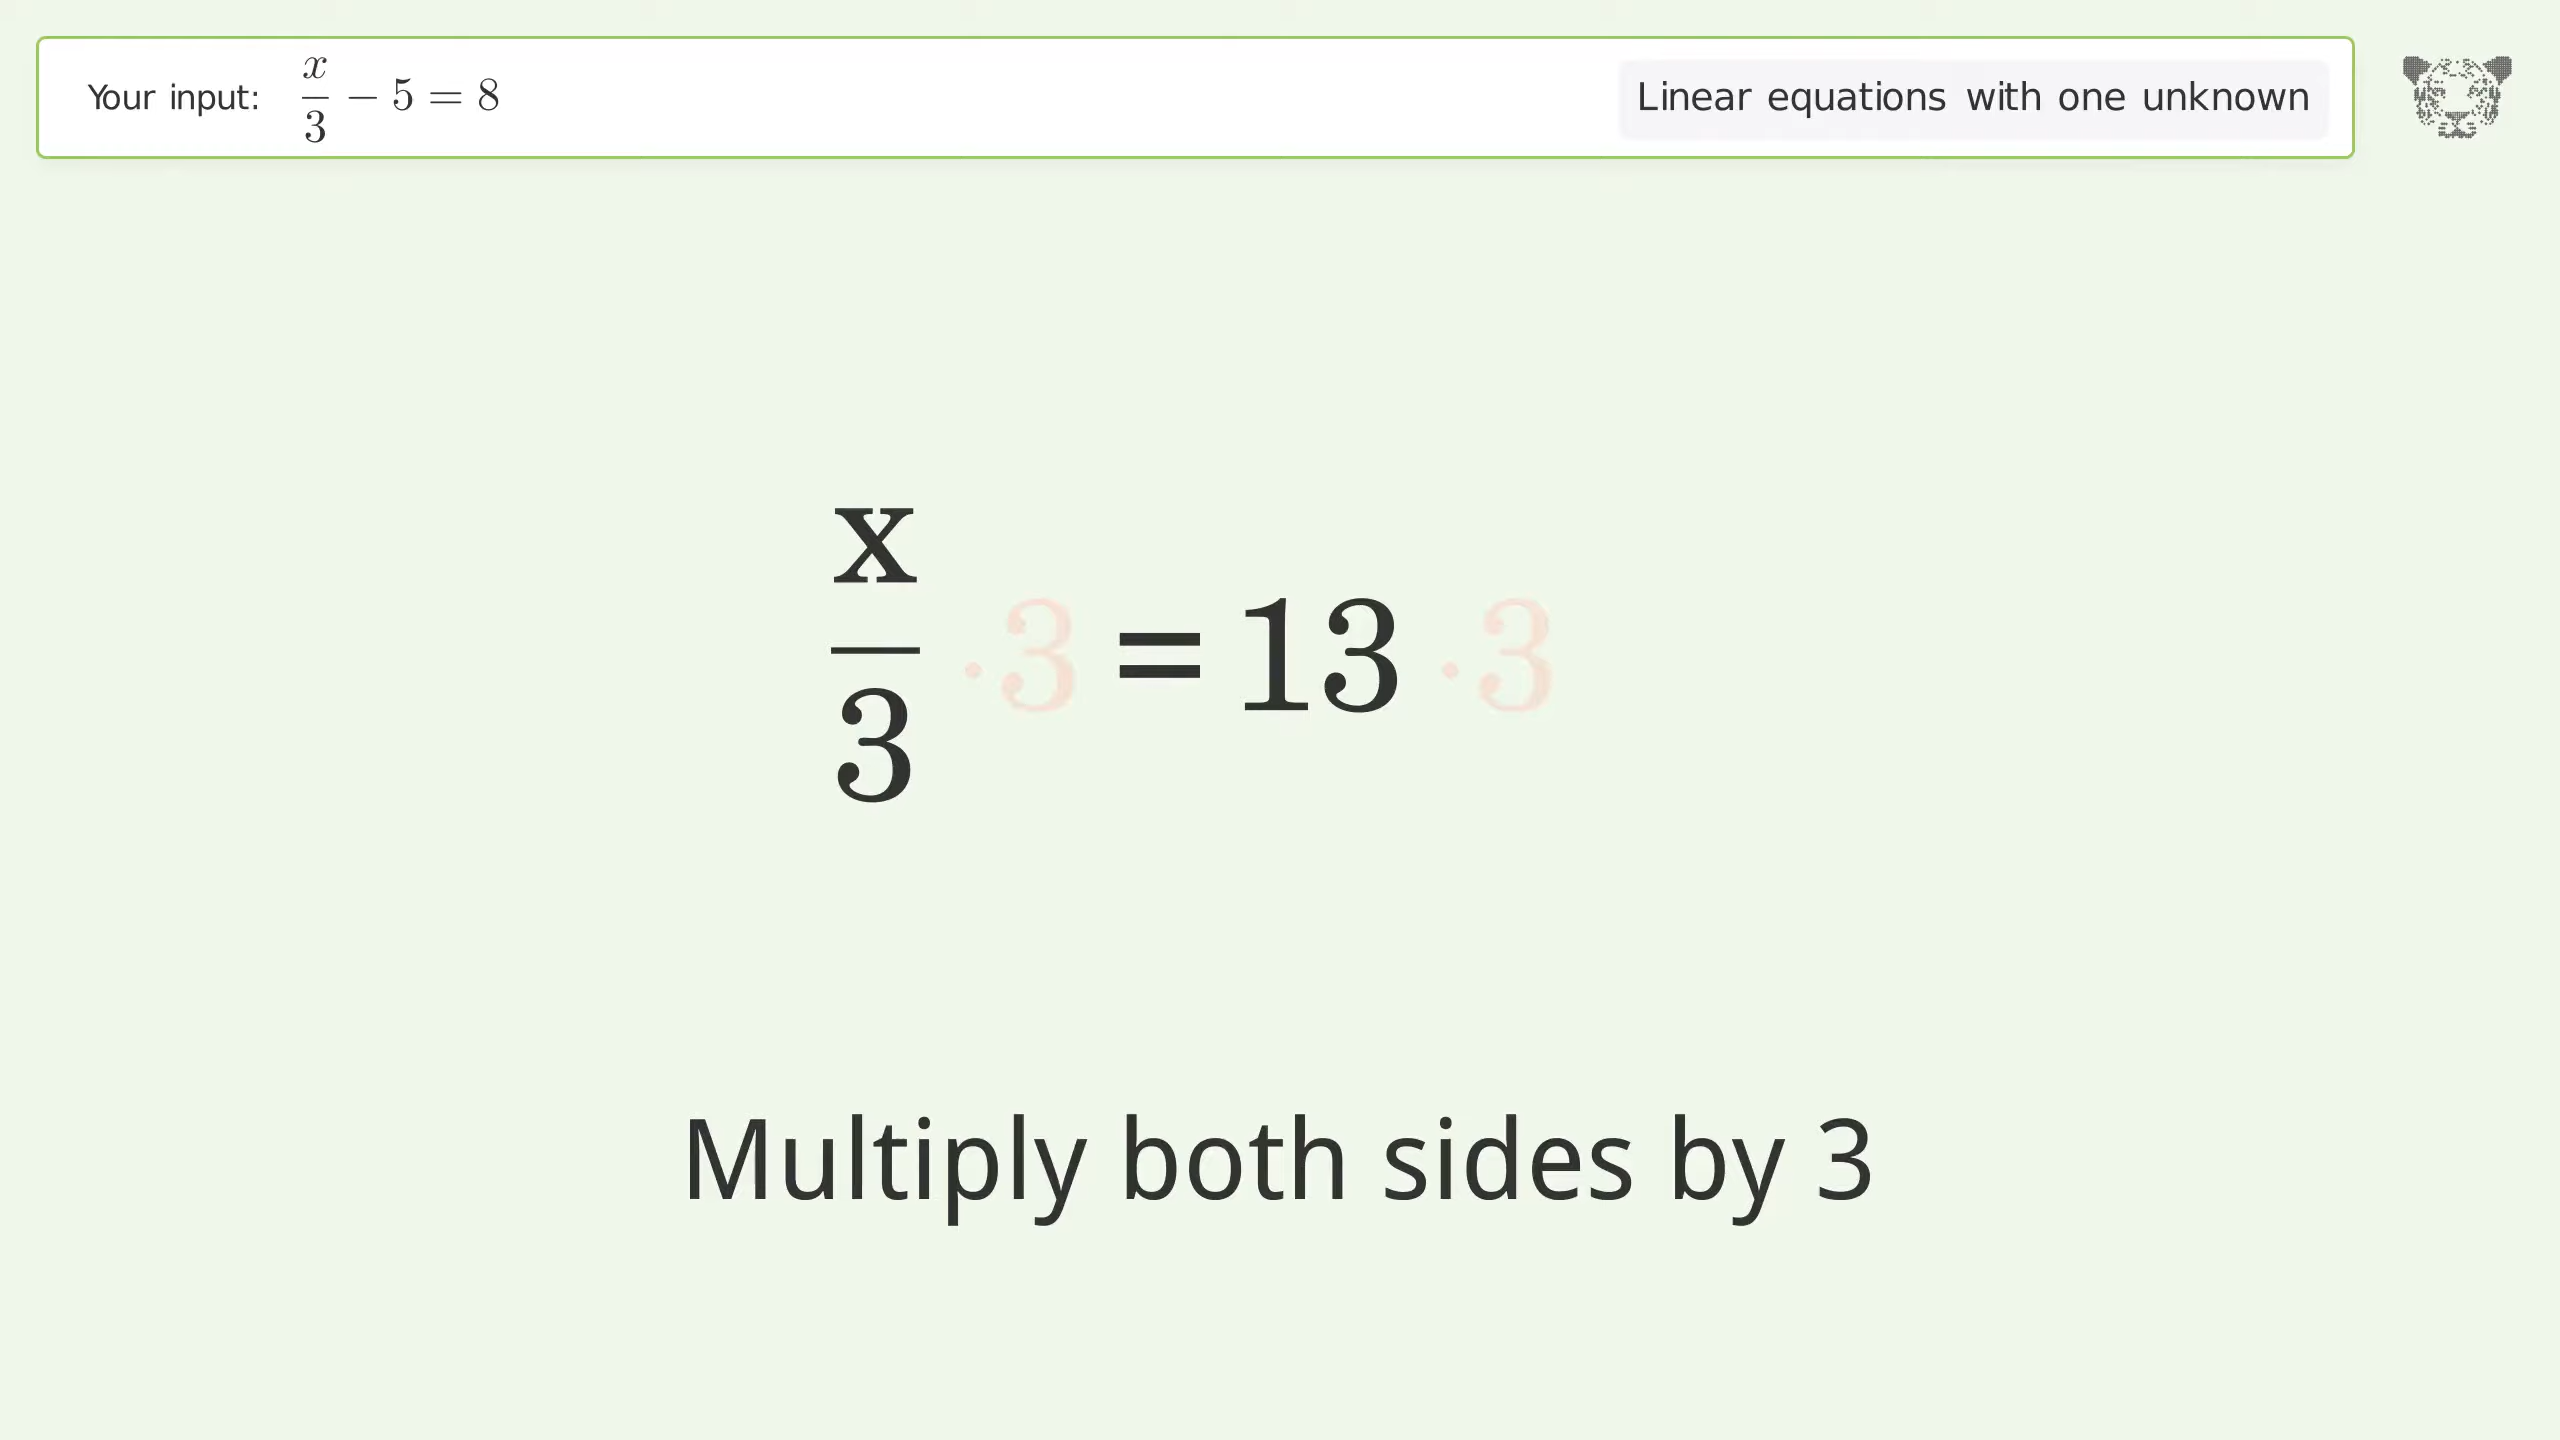 Your input: x/3 − 5 = 8
Linear equations with one unknown
x/3 ·3 = 13 ·3
Multiply both sides by 3